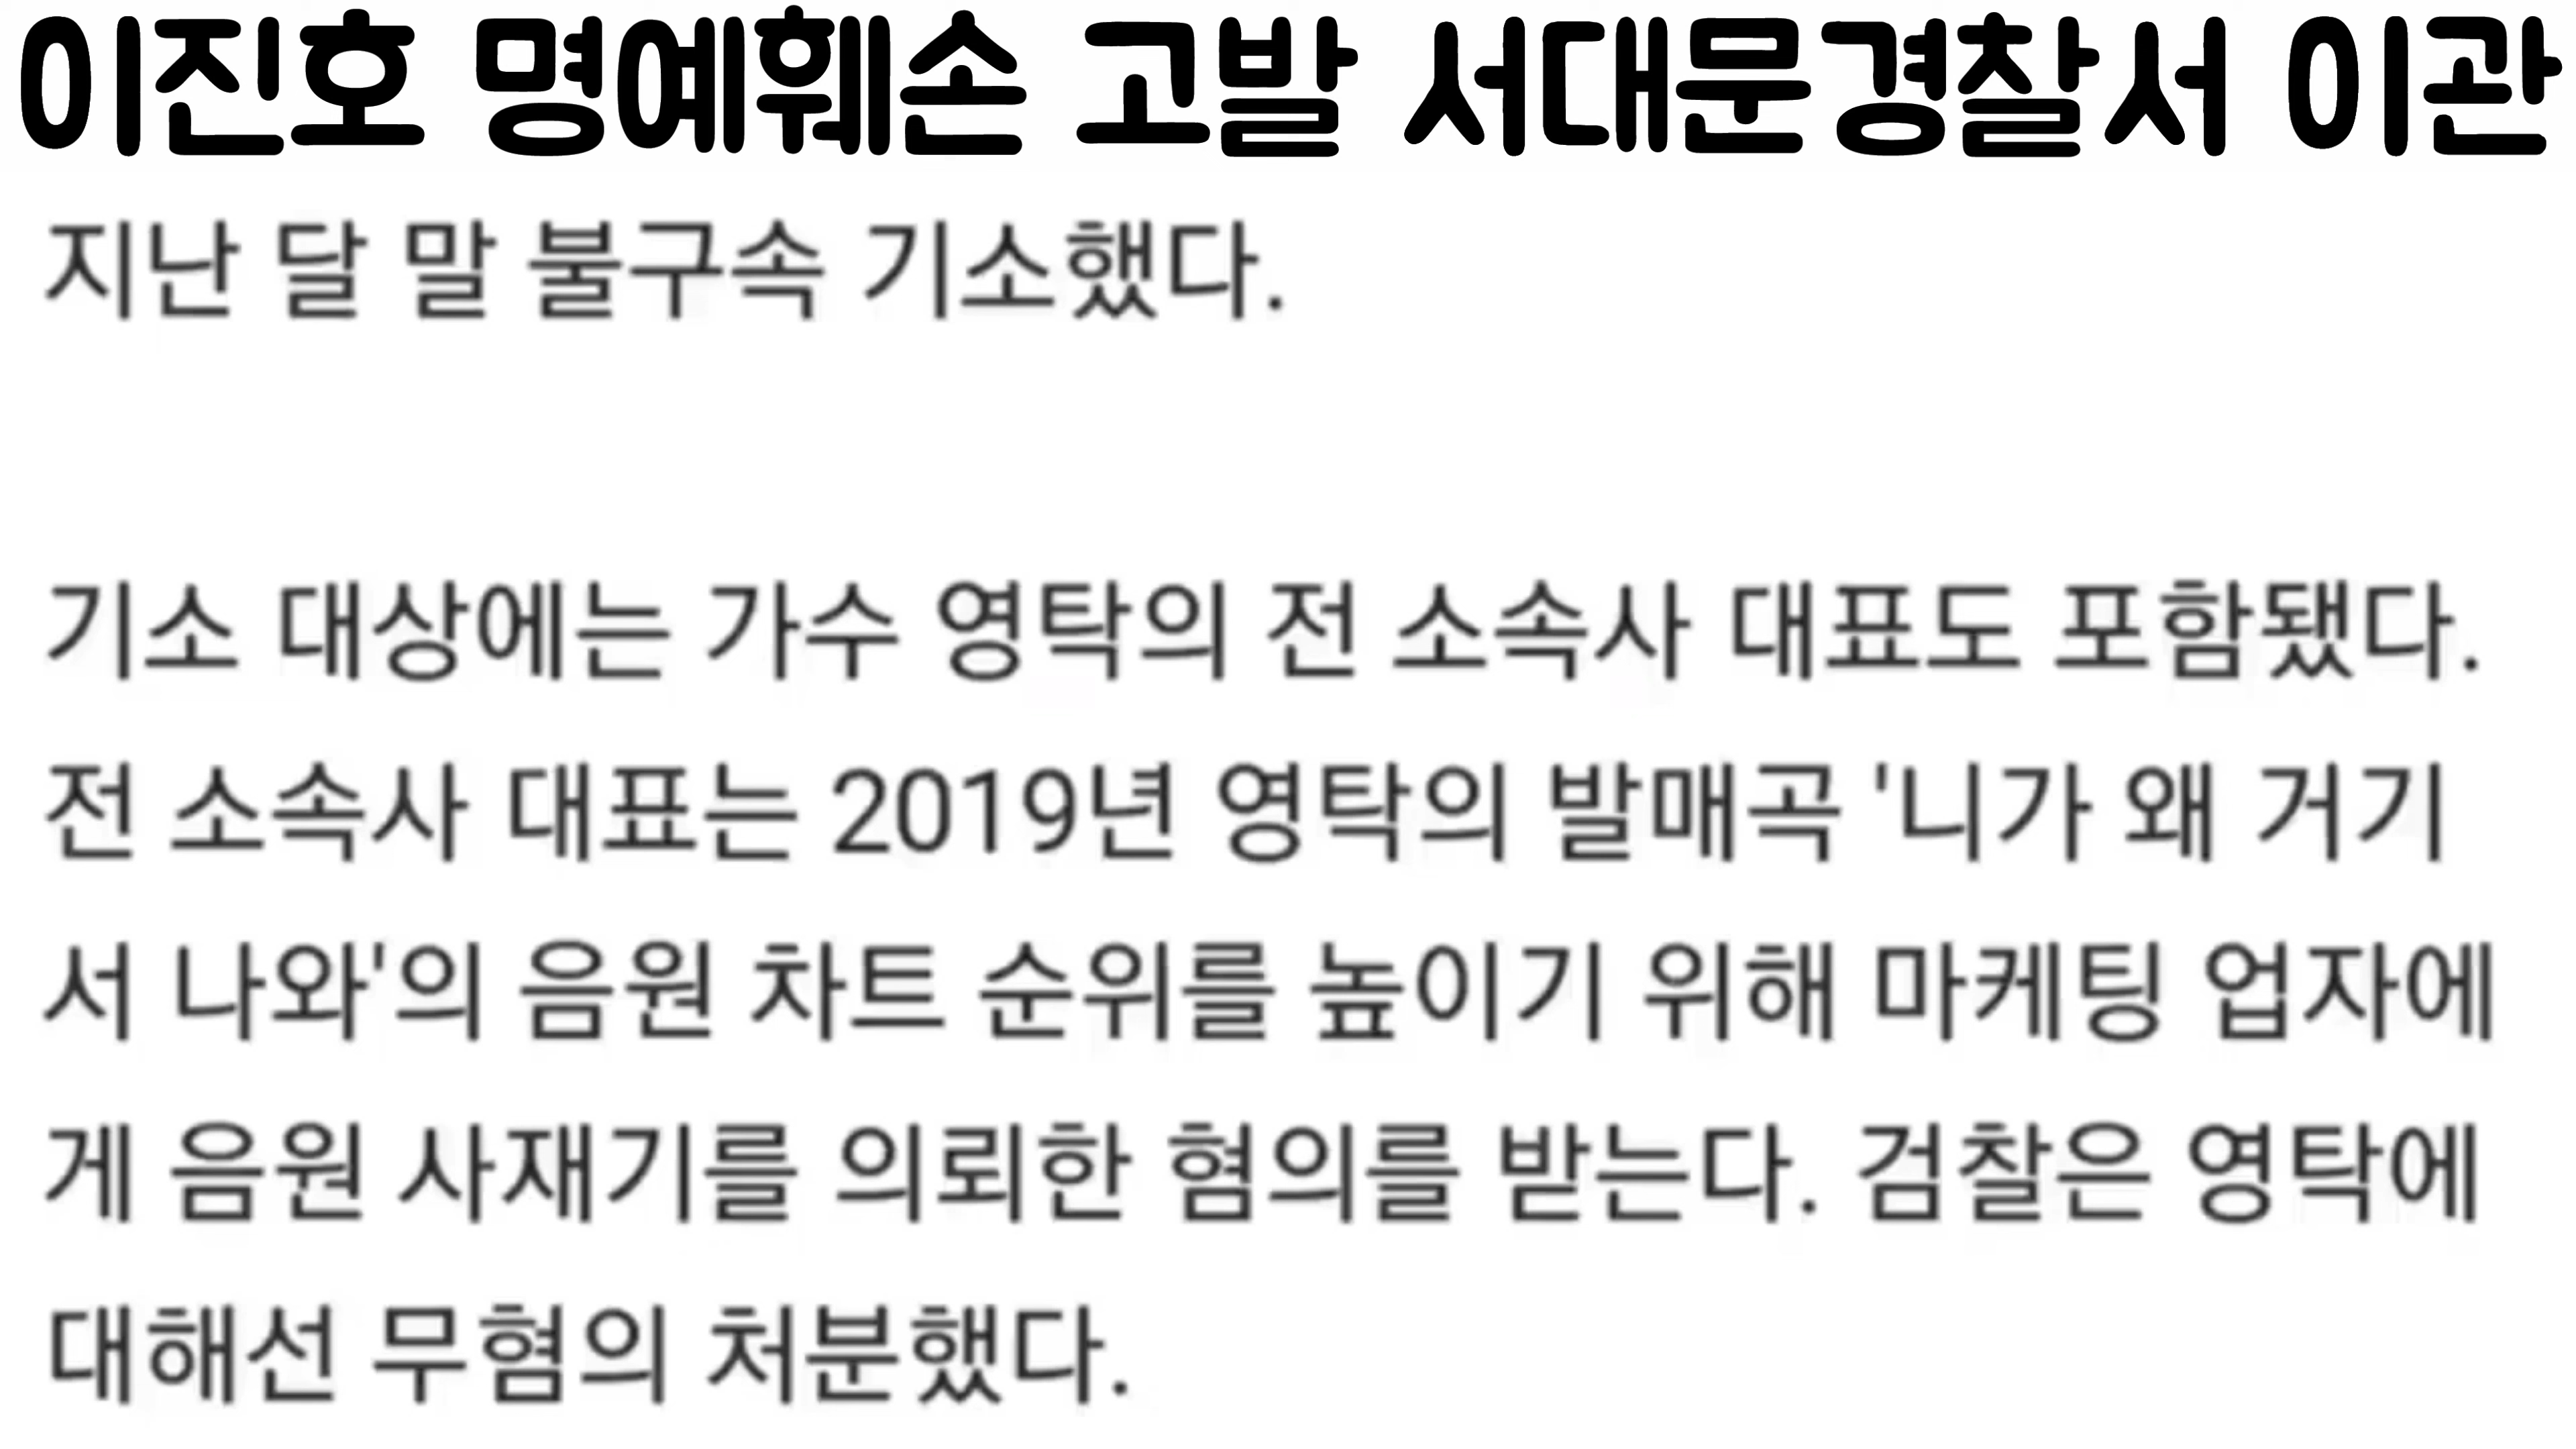 이진호 명예훼손 고발 서대문경찰서 이관
지난 달 말 불구속 기소했다.
기소 대상에는 가수 영탁의 전 소속사 대표도 포함됐다.
전 소속사 대표는 2019년 영탁의 발매곡 '니가 왜 거기
서 나와'의 음원 차트 순위를 높이기 위해 마케팅 업자에
게 음원 사재기를 의뢰한 혐의를 받는다. 검찰은 영탁에
대해선 무혐의 처분했다.